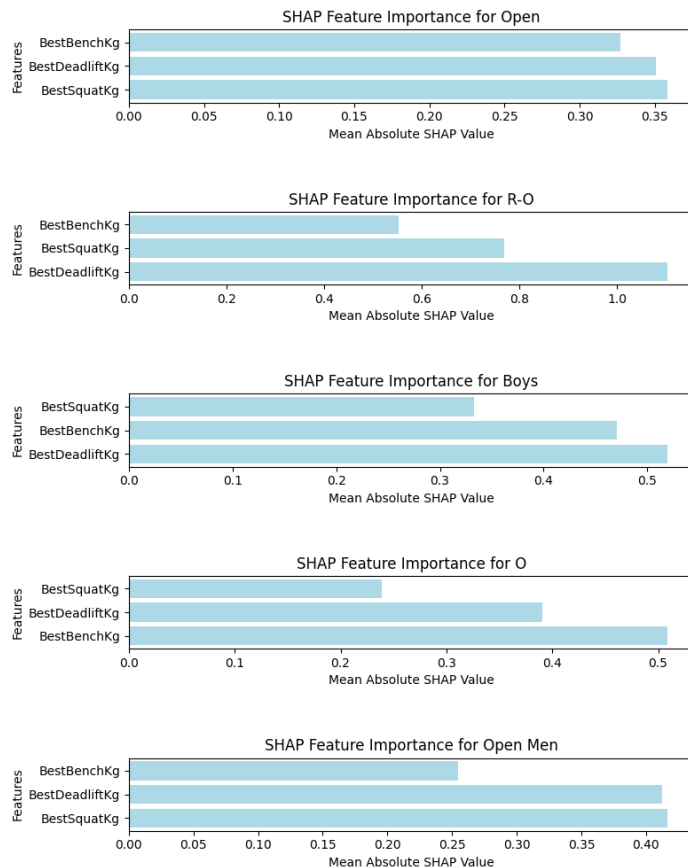 SHAP Feature Importance for Open
Features
BestBenchKg
BestDeadliftKg
BestSquatKg
0.00 0.05 0.10 0.15 0.20 0.25 0.30 0.35
Mean Absolute SHAP Value
SHAP Feature Importance for R-O
Features
BestBenchKg
BestSquatKg
BestDeadliftKg
0.0 0.2 0.4 0.6 0.8 1.0
Mean Absolute SHAP Value
SHAP Feature Importance for Boys
Features
BestSquatKg
BestBenchKg
BestDeadliftKg
0.0 0.1 0.2 0.3 0.4 0.5
Mean Absolute SHAP Value
SHAP Feature Importance for O
Features
BestSquatKg
BestDeadliftKg
BestBenchKg
0.0 0.1 0.2 0.3 0.4 0.5
Mean Absolute SHAP Value
SHAP Feature Importance for Open Men
Features
BestBenchKg
BestDeadliftKg
BestSquatKg
0.00 0.05 0.10 0.15 0.20 0.25 0.30 0.35 0.40
Mean Absolute SHAP Value